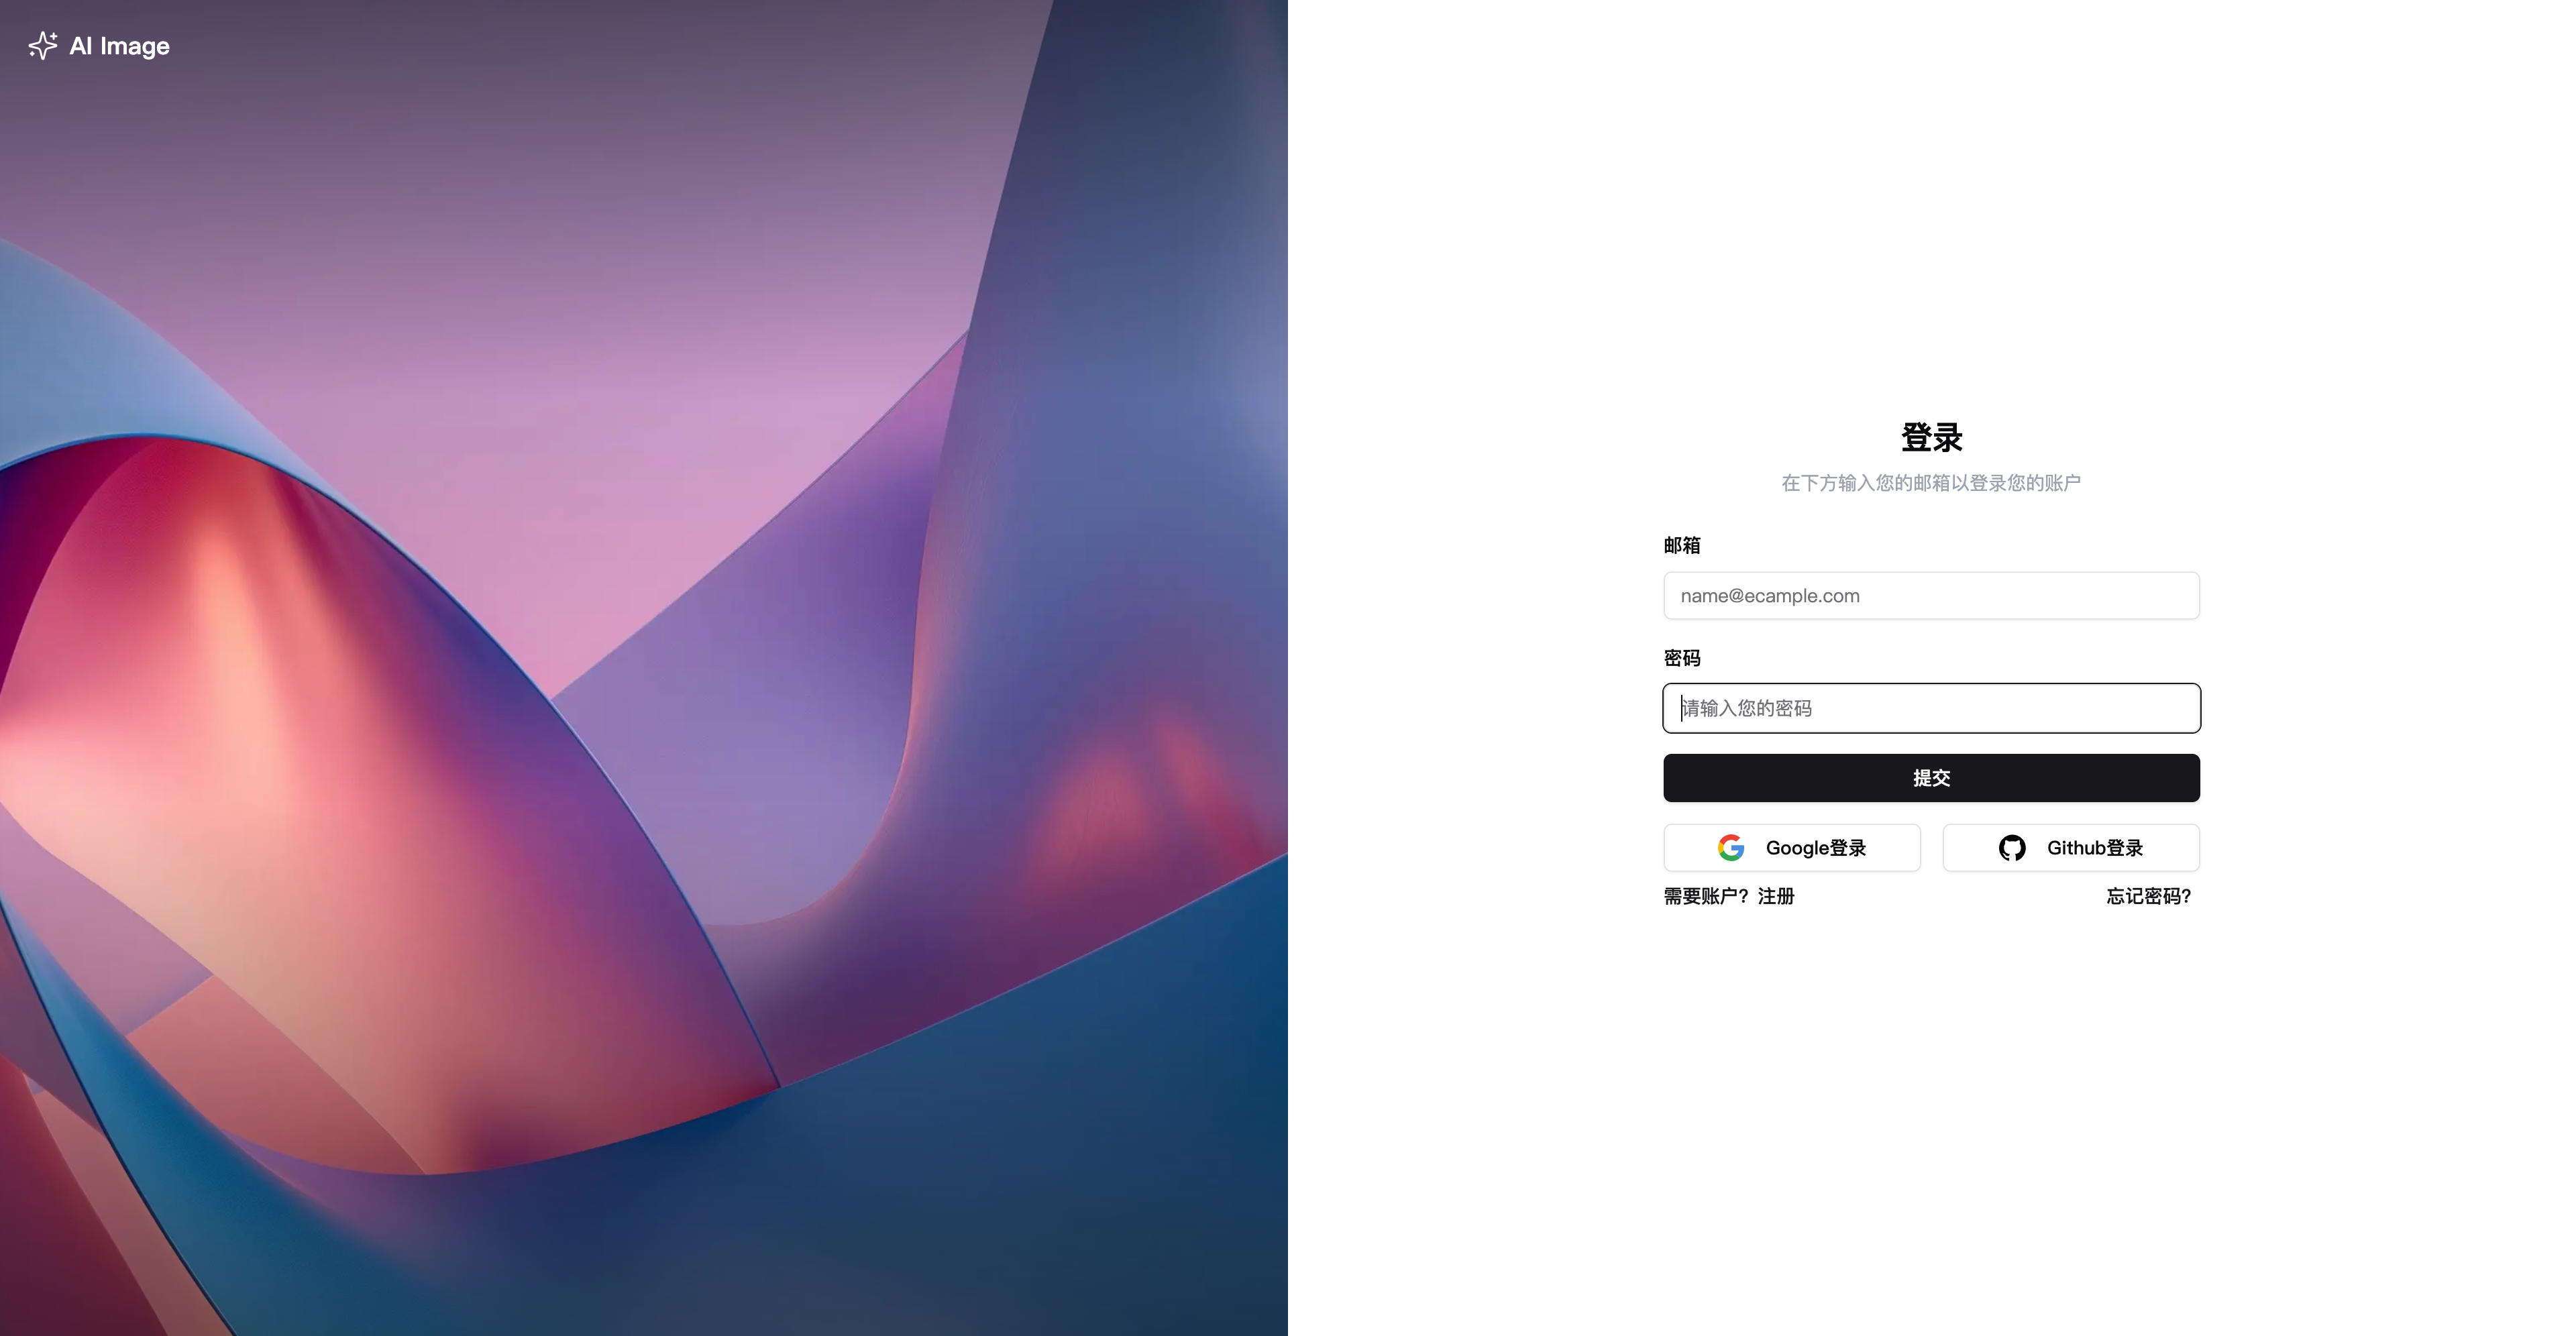 AI Image
登录
在下方输入您的邮箱以登录您的账户
邮箱
name@ecample.com
密码
请输入您的密码
提交
Google登录
Github登录
需要账户? 注册
忘记密码?